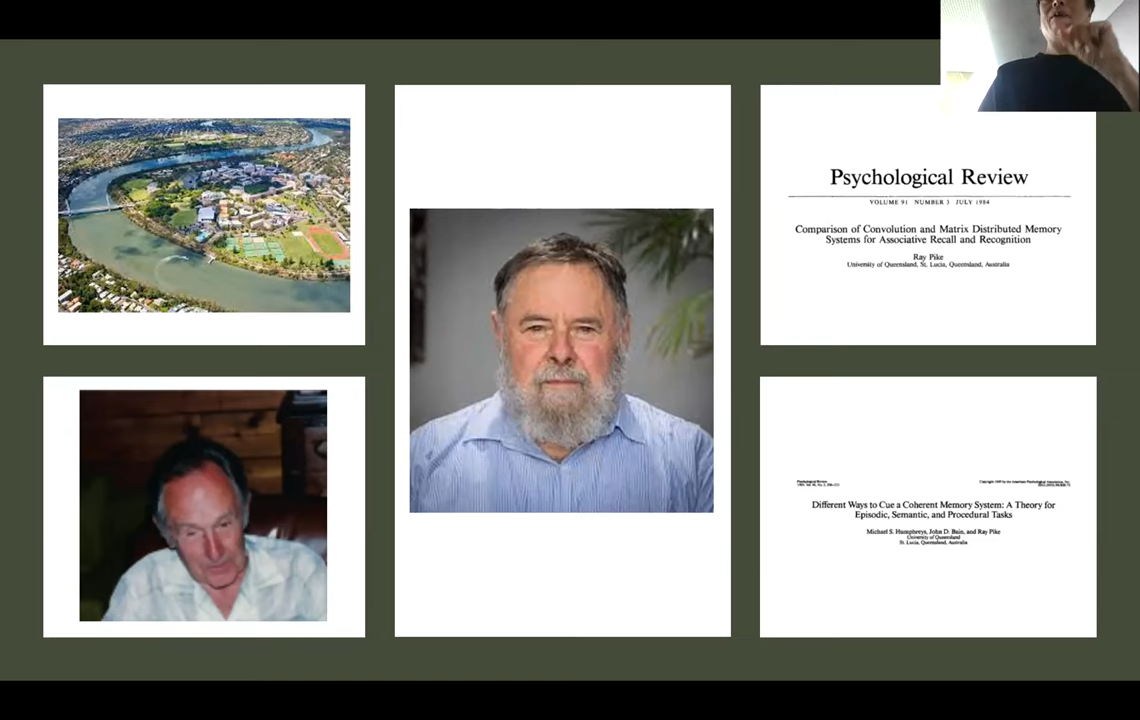 Psychological Review
VOLUME 91 NUMBER 3 JULY 1984
Comparison of Convolution and Matrix Distributed Memory
Systems for Associative Recall and Recognition
Ray Pike
University of Queensland, St. Lucia, Queensland, Australia
Psychological Review
Different Ways to Cue a Coherent Memory System: A Theory for
Episodic, Semantic, and Procedural Tasks
Michael S. Humphreys, John D. Bain, and Ray Pike
University of Queensland
St. Lucia, Queensland, Australia